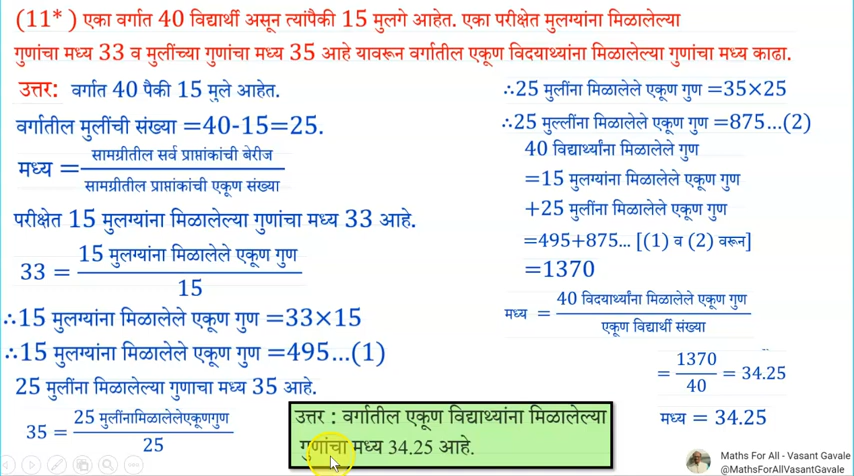 (11*) एका वर्गात 40 विद्यार्थी असून त्यांपैकी 15 मुलगे आहेत. एका परीक्षेत मुलग्यांना मिळालेल्या
गुणांचा मध्य 33 व मुलींच्या गुणांचा मध्य 35 आहे यावरून वर्गातील एकूण विदयाथ्यांना मिळालेल्या गुणांचा मध्य काढा.
उत्तर: वर्गात 40 पैकी 15 मुले आहेत.
वर्गातील मुलींची संख्या =40-15=25.
मध्य = सामग्रीतील सर्व प्राप्तांकांची बेरीज
सामग्रीतील प्राप्तांकांची एकूण संख्या
परीक्षेत 15 मुलग्यांना मिळालेल्या गुणांचा मध्य 33 आहे.
33 = 15 मुलग्यांना मिळालेले एकूण गुण
15
∴15 मुलग्यांना मिळालेले एकूण गुण =33×15
∴15 मुलग्यांना मिळालेले एकूण गुण =495...(1)
25 मुलींना मिळालेल्या गुणाचा मध्य 35 आहे.
35 = 25 मुलींनामिळालेलेएकूणगुण
25
∴25 मुलींना मिळालेले एकूण गुण =35×25
∴25 मुल्लींना मिळालेले एकूण गुण =875...(2)
40 विद्यार्थ्यांना मिळालेले गुण
=15 मुलग्यांना मिळालेले एकूण गुण
+25 मुलींना मिळालेले एकूण गुण
=495+875... [(1) व (2) वरून]
=1370
मध्य = 40 विदयार्थ्यांना मिळालेले एकूण गुण
एकूण विद्यार्थी संख्या
= 1370
40 = 34.25
मध्य = 34.25
उत्तर : वर्गातील एकूण विद्याथ्यांना मिळालेल्या
गुणांचा मध्य 34.25 आहे.
Maths For All - Vasant Gavale
@MathsForAllVasantGavale